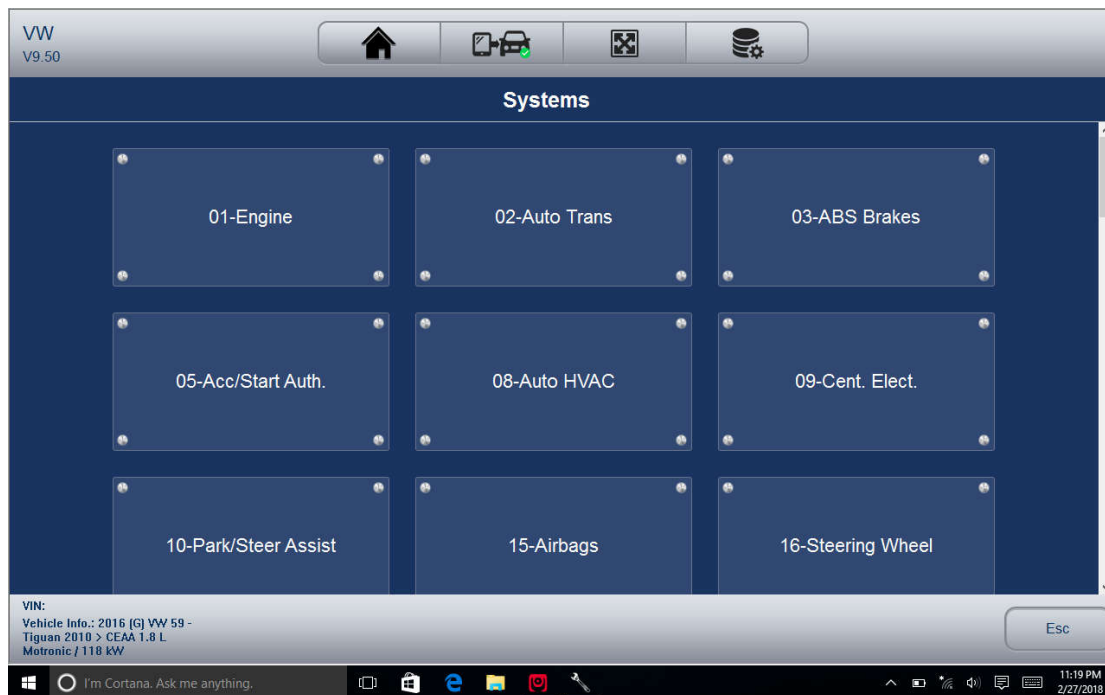 VW
V9.50
Systems
01-Engine
02-Auto Trans
03-ABS Brakes
05-Acc/Start Auth.
08-Auto HVAC
09-Cent. Elect.
10-Park/Steer Assist
15-Airbags
16-Steering Wheel
VIN:
Vehicle Info.: 2016 (G) VW 59 -
Tiguan 2010 > CEAA 1.8 L
Motronic / 118 kW
Esc
I'm Cortana. Ask me anything.
11:19 PM
2/27/2018